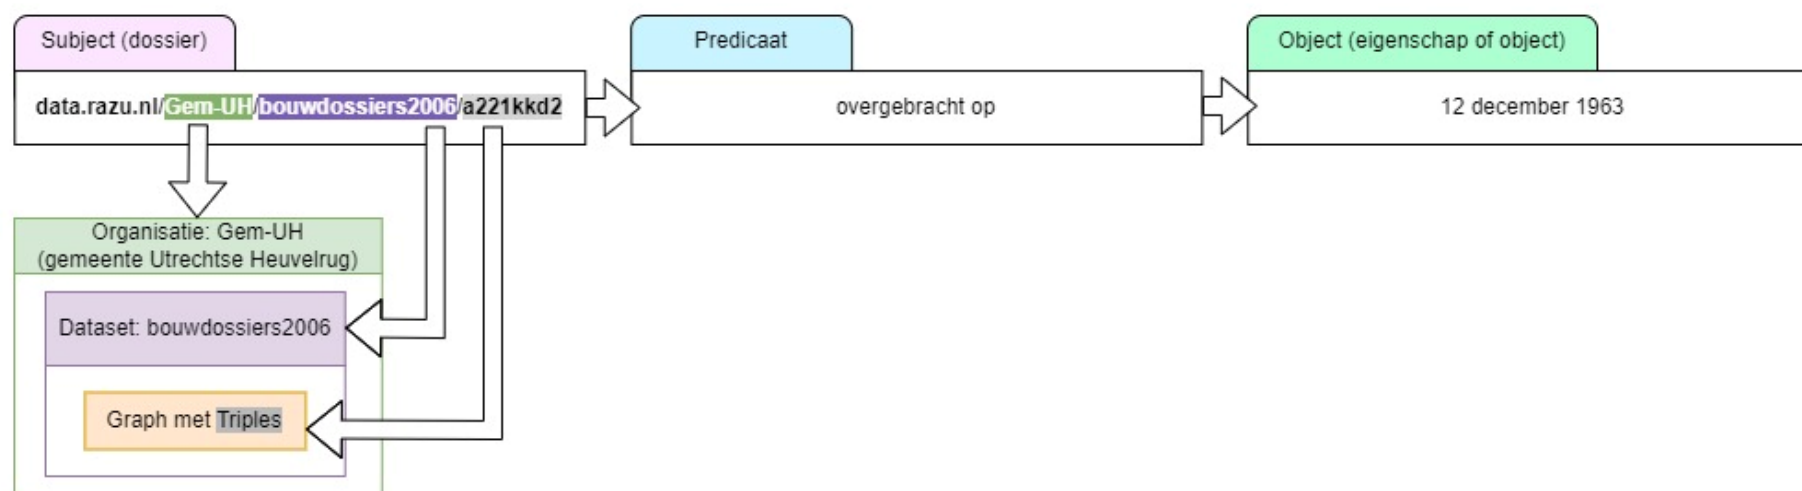 Subject (dossier)
Predicaat
Object (eigenschap of object)
data.razu.nl/Gem-UH/bouwdossiers2006/a221kkd2
overgebracht op
12 december 1963
Organisatie: Gem-UH
(gemeente Utrechtse Heuvelrug)
Dataset: bouwdossiers2006
Graph met Triples